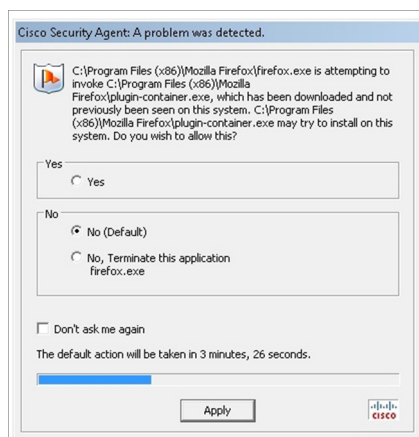 Cisco Security Agent: A problem was detected.
C:\Program Files (x86)\Mozilla Firefox\firefox.exe is attempting to
invoke C:\Program Files (x86)\Mozilla
Firefox\plugin-container.exe, which has been downloaded and not
previously been seen on this system. C:\Program Files
(x86)\Mozilla Firefox\plugin-container.exe may try to install on this
system. Do you wish to allow this?
Yes
Yes
No
No (Default)
No, Terminate this application
firefox.exe
Don't ask me again
The default action will be taken in 3 minutes, 26 seconds.
Apply
CISCO